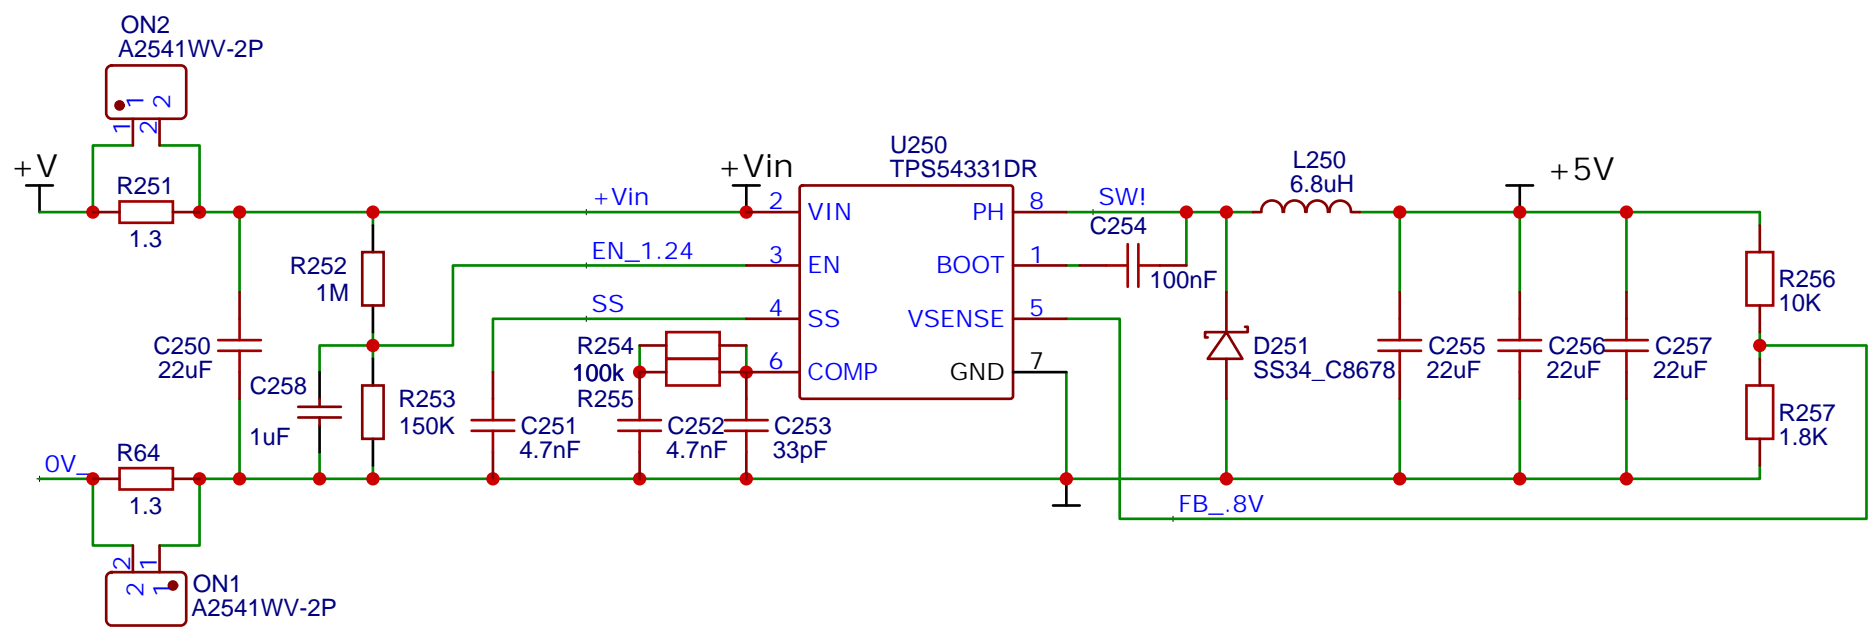 ON2
A2541WV-2P
1 2
1 2
+V
R251
1.3
+Vin
+Vin
U250
TPS54331DR
2 VIN
3 EN
4 SS
6 COMP
PH 8
BOOT 1
VSENSE 5
GND 7
EN_1.24
SS
R252
1M
C250
22uF
C258
1uF
R253
150K
C251
4.7nF
R254
100k
R255
C252
4.7nF
C253
33pF
SW!
C254
100nF
L250
6.8uH
+5V
D251
SS34_C8678
C255
22uF
C256
22uF
C257
22uF
R256
10K
R257
1.8K
FB_.8V
0V_
R64
1.3
2 1
2 1
ON1
A2541WV-2P